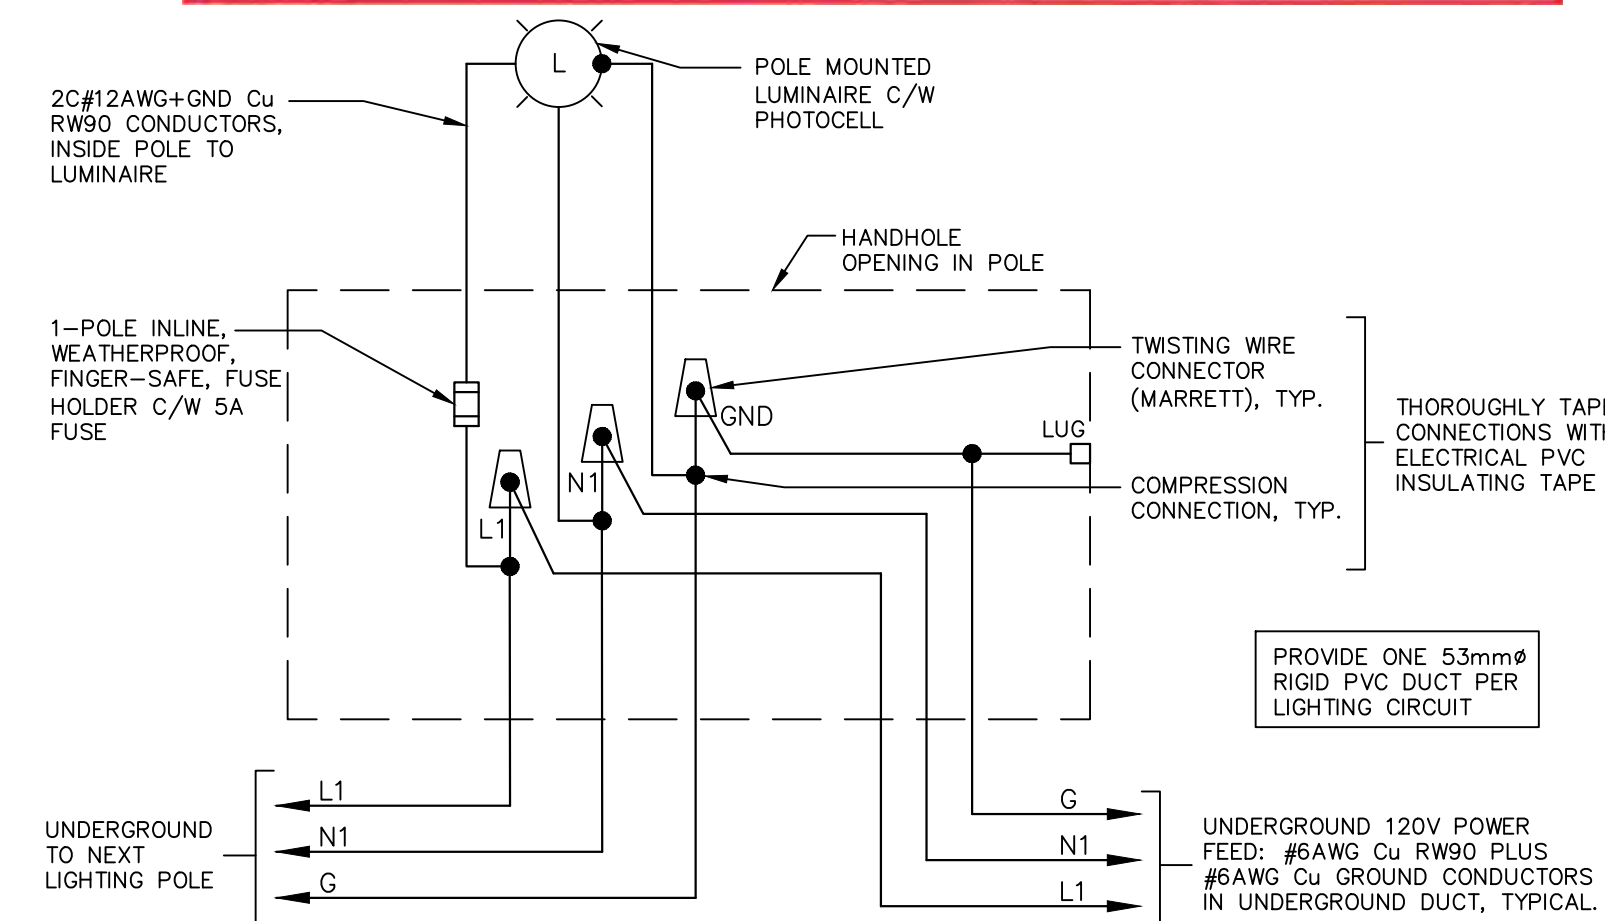 L
POLE MOUNTED
LUMINAIRE C/W
PHOTOCELL
2C#12AWG+GND Cu
RW90 CONDUCTORS,
INSIDE POLE TO
LUMINAIRE
HANDHOLE
OPENING IN POLE
1-POLE INLINE,
WEATHERPROOF,
FINGER-SAFE, FUSE
HOLDER C/W 5A
FUSE
TWISTING WIRE
CONNECTOR
(MARRETT), TYP.
GND
LUG
N1
L1
COMPRESSION
CONNECTION, TYP.
THOROUGHLY
CONNECTIONS
ELECTRICAL PVC
INSULATING TAPE
PROVIDE ONE 53mmø
RIGID PVC DUCT PER
LIGHTING CIRCUIT
L1
N1
G
UNDERGROUND
TO NEXT
LIGHTING POLE
G
N1
L1
UNDERGROUND 120V POWER
FEED: #6AWG Cu RW90 PLUS
#6AWG Cu GROUND CONDUCTORS
IN UNDERGROUND DUCT, TYPICAL.